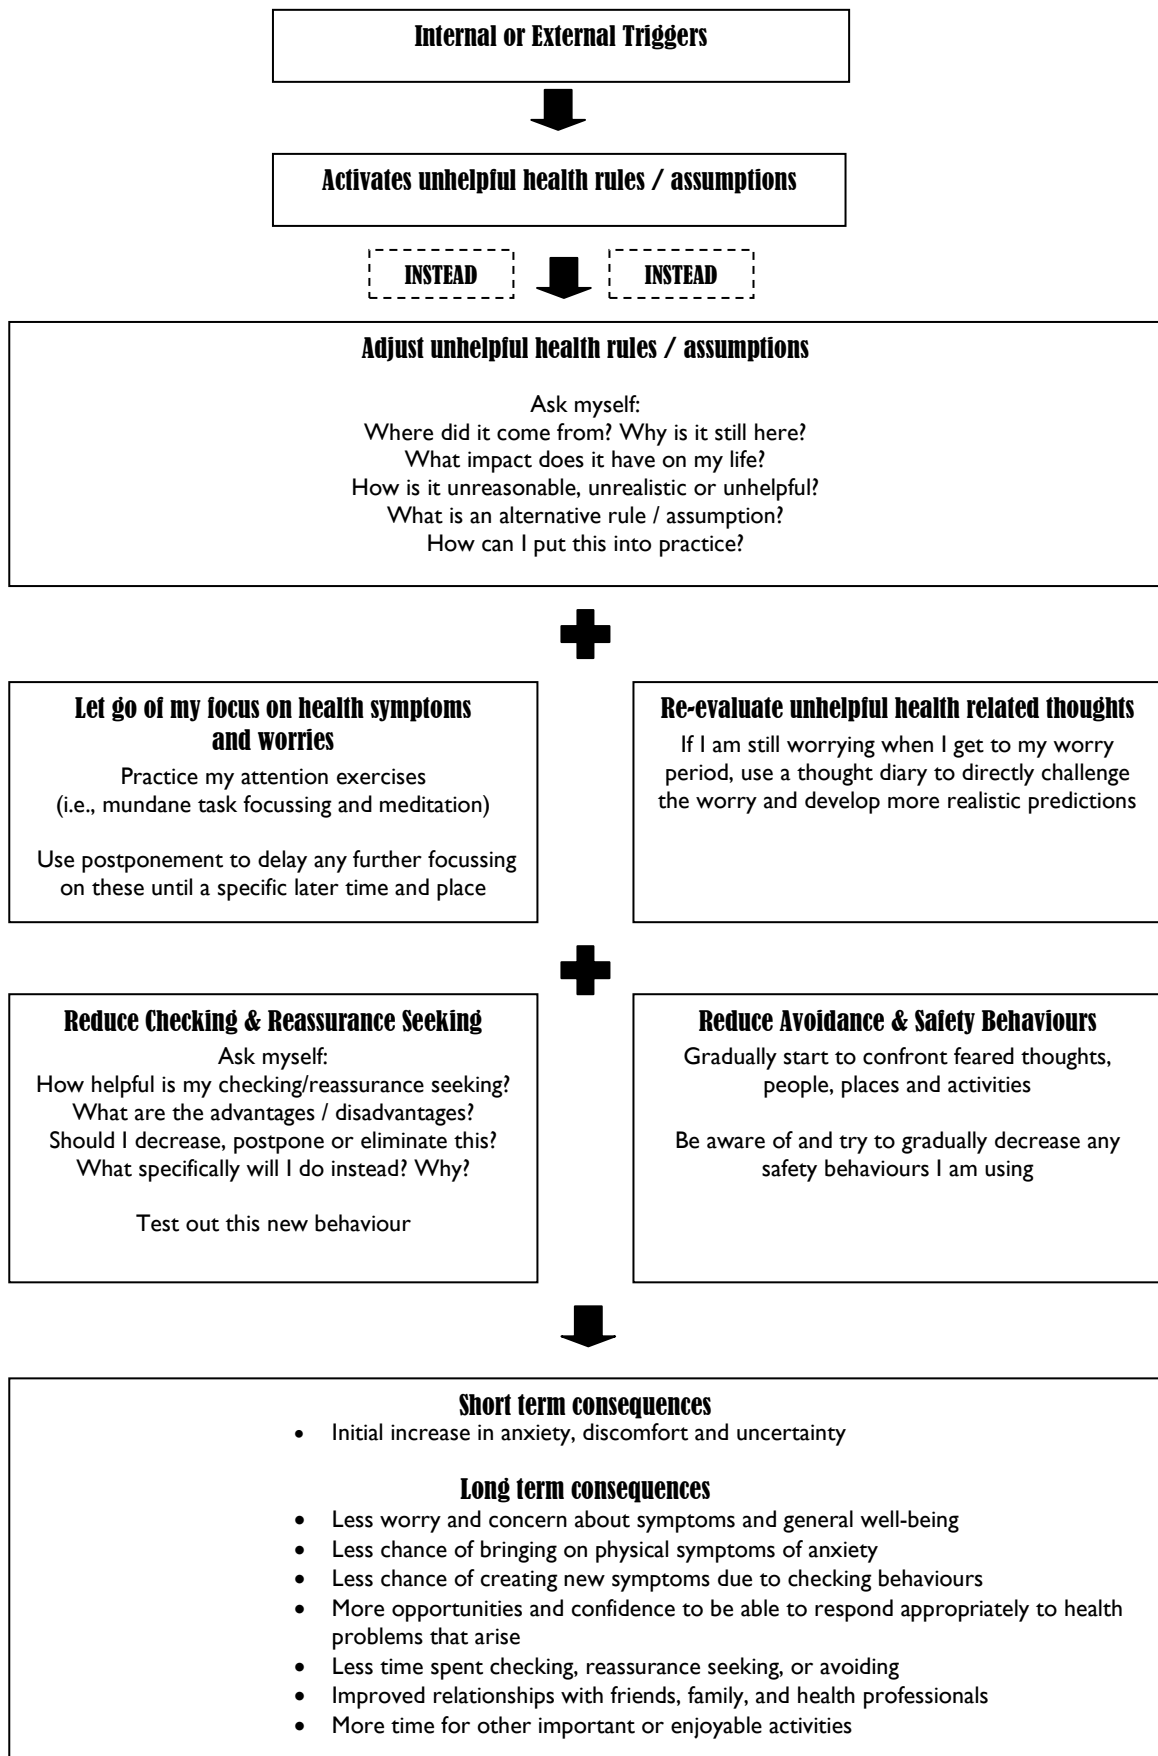 Internal or External Triggers
Activates unhelpful health rules / assumptions
INSTEAD
INSTEAD
Adjust unhelpful health rules / assumptions
Ask myself:
Where did it come from? Why is it still here?
What impact does it have on my life?
How is it unreasonable, unrealistic or unhelpful?
What is an alternative rule / assumption?
How can I put this into practice?
Let go of my focus on health symptoms
and worries
Practice my attention exercises
(i.e., mundane task focussing and meditation)
Use postponement to delay any further focussing
on these until a specific later time and place
Re-evaluate unhelpful health related thoughts
If I am still worrying when I get to my worry
period, use a thought diary to directly challenge
the worry and develop more realistic predictions
Reduce Checking & Reassurance Seeking
Ask myself:
How helpful is my checking/reassurance seeking?
What are the advantages / disadvantages?
Should I decrease, postpone or eliminate this?
What specifically will I do instead? Why?
Test out this new behaviour
Reduce Avoidance & Safety Behaviours
Gradually start to confront feared thoughts,
people, places and activities
Be aware of and try to gradually decrease any
safety behaviours I am using
Short term consequences
• Initial increase in anxiety, discomfort and uncertainty
Long term consequences
• Less worry and concern about symptoms and general well-being
• Less chance of bringing on physical symptoms of anxiety
• Less chance of creating new symptoms due to checking behaviours
• More opportunities and confidence to be able to respond appropriately to health
problems that arise
• Less time spent checking, reassurance seeking, or avoiding
• Improved relationships with friends, family, and health professionals
• More time for other important or enjoyable activities